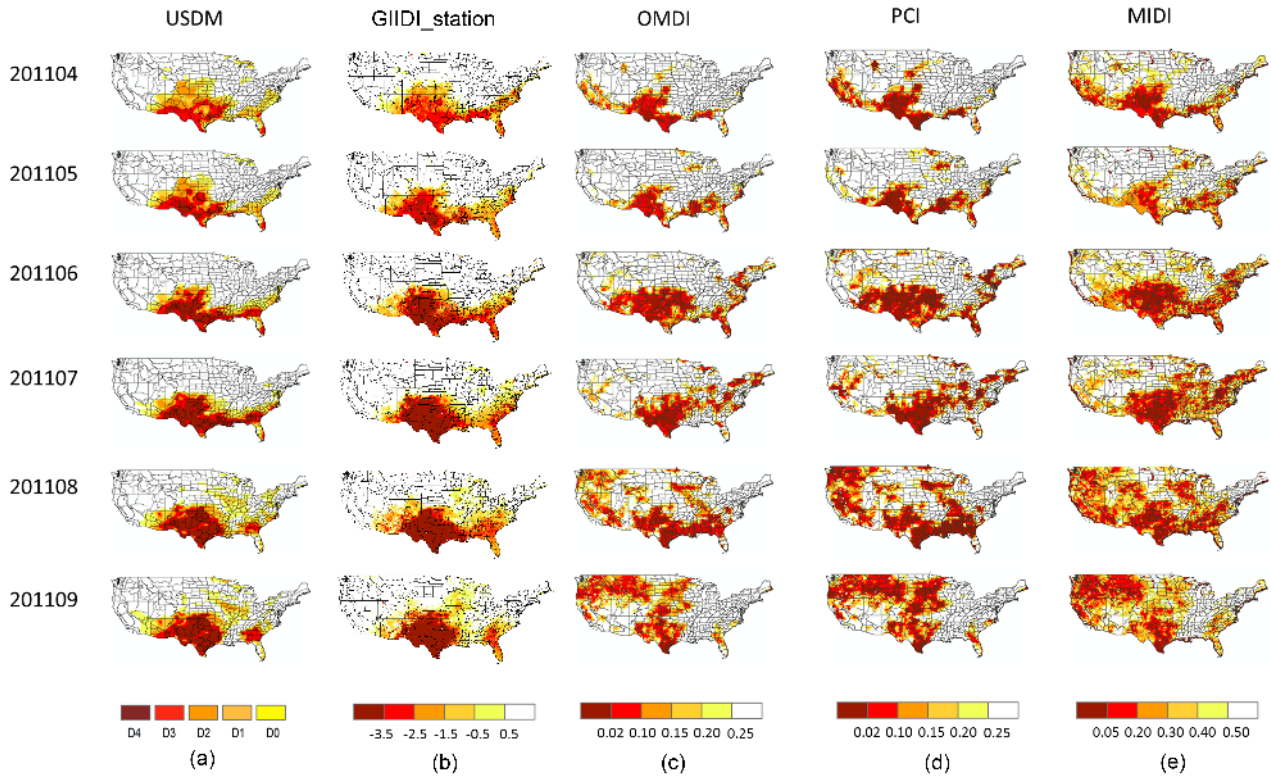 USDM GIIDI_station OMDI PCI MIDI
201104
201105
201106
201107
201108
201109
D4 D3 D2 D1 D0
-3.5 -2.5 -1.5 -0.5 0.5
0.02 0.10 0.15 0.20 0.25
0.02 0.10 0.15 0.20 0.25
0.05 0.20 0.30 0.40 0.50
(a) (b) (c) (d) (e)